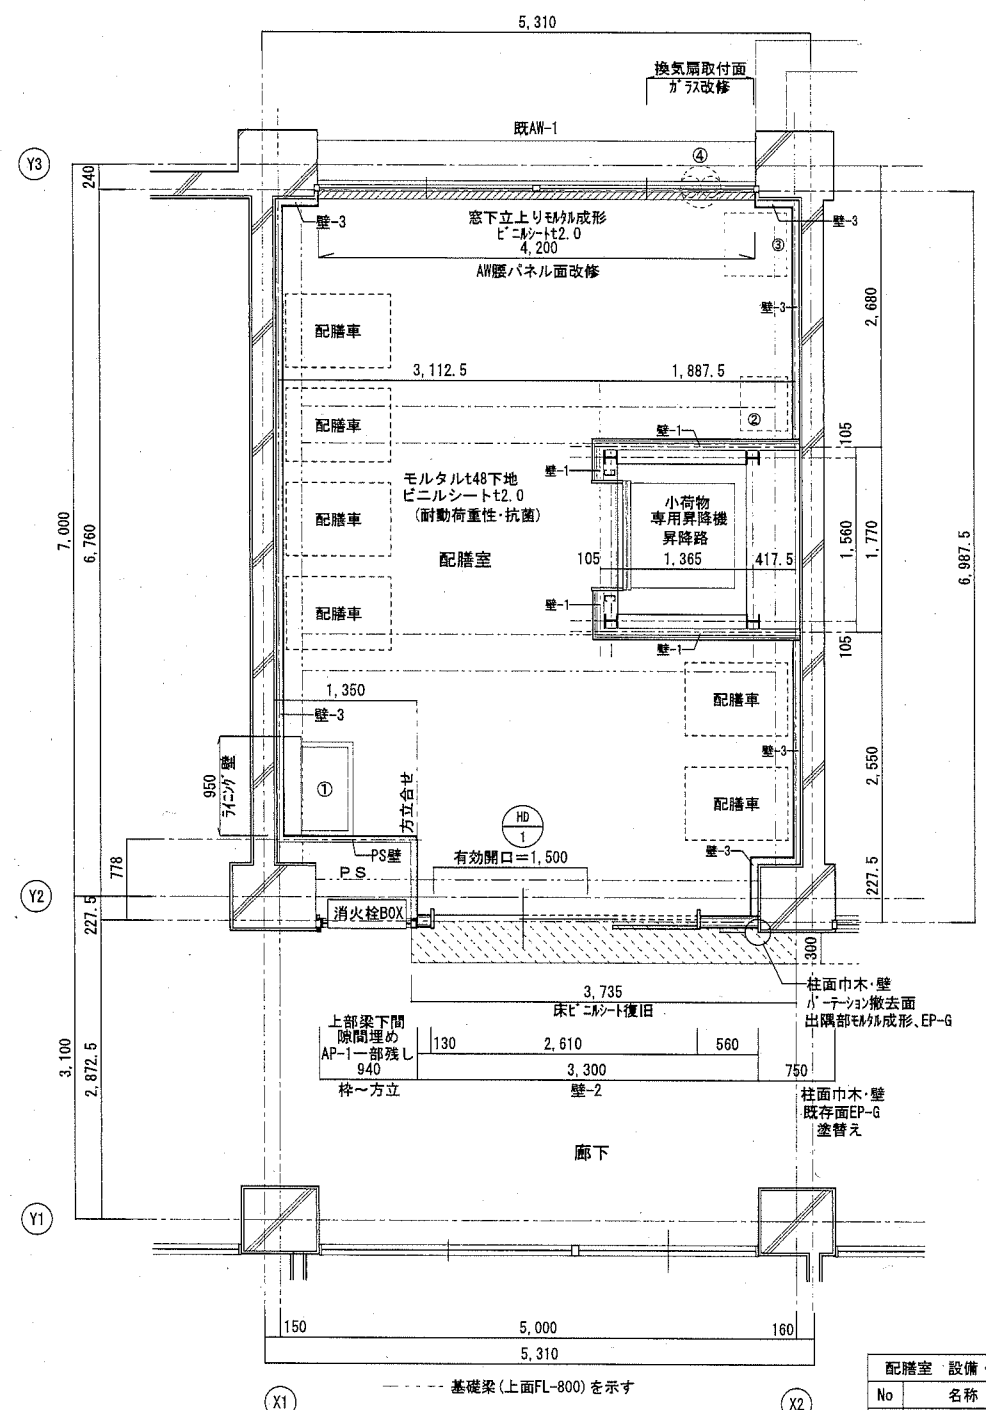 5,310
換気扇取付面
ガラス改修
既AW-1
④
Y3
240
壁-3
窓下立上りモルタル成形
ビニルシートt2.0
4,200
AW腰パネル面改修
③
壁-3
壁-3
2,680
配膳車
3,112.5
1,887.5
②
配膳車
壁-1
105
壁-1
モルタルt48下地
ビニルシートt2.0
(耐動荷重性・抗菌)
小荷物
専用昇降機
昇降路
配膳車
7,000
6,760
配膳室
105
1,365
417.5
1,560
1,770
6,987.5
配膳車
壁-1
壁-1
105
1,350
壁-3
配膳車
壁-3
2,550
950
ライニング壁
①
方立合せ
配膳車
HD
1
有効開口=1,500
PS壁
PS
壁-3
778
Y2
227.5
消火栓BOX
227.5
300
柱面巾木・壁
パーテーション撤去面
出隅部モルタル成形、EP-G
3,735
床ビニルシート復旧
上部梁下間
隙間埋め
AP-1一部残し
940
枠~方立
130
2,610
560
3,300
750
壁-2
柱面巾木・壁
既存面EP-G
塗替え
3,100
2,872.5
廊下
Y1
150
5,000
160
5,310
基礎梁(上面FL-800)を示す
X1
X2
配膳室 設備・
No
名称